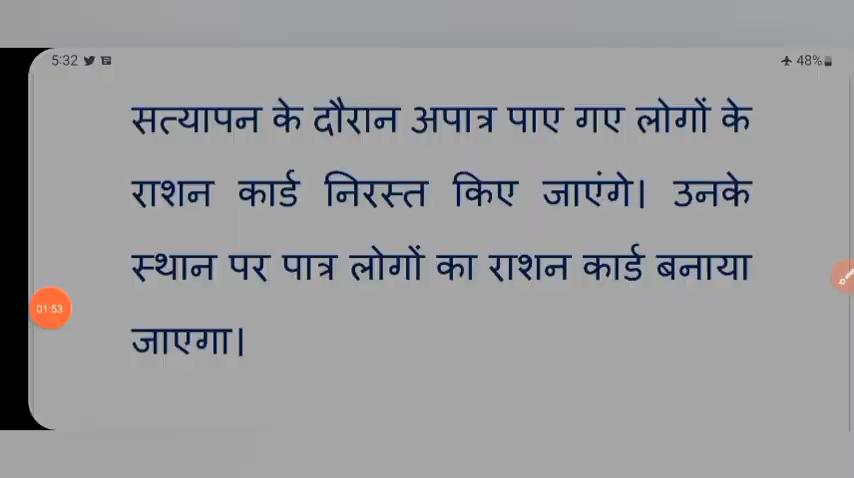 5:32
48%
सत्यापन के दौरान अपात्र पाए गए लोगों के
राशन कार्ड निरस्त किए जाएंगे। उनके
स्थान पर पात्र लोगों का राशन कार्ड बनाया
01:53
जाएगा।